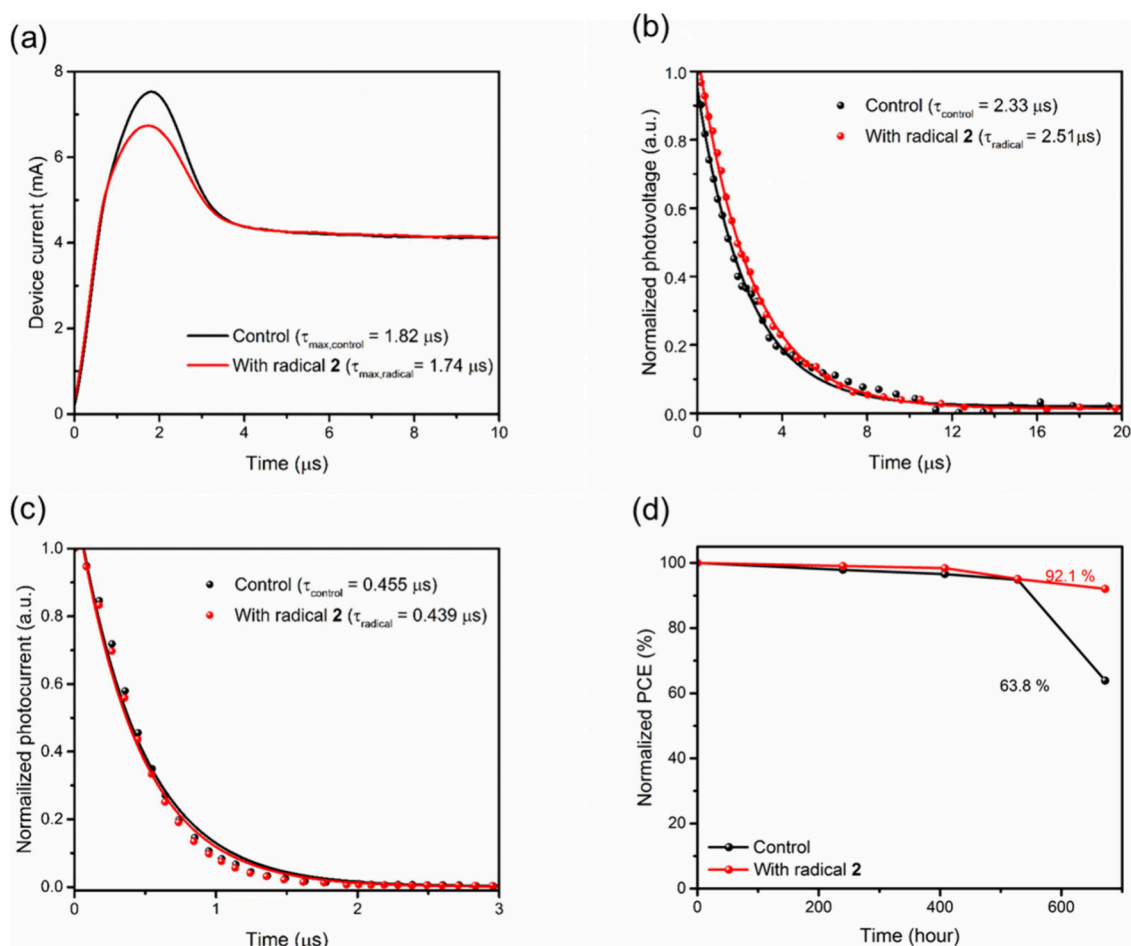 (a)
Device current (mA)
8
6
4
2
0
Control (τmax,control = 1.82 μs)
With radical 2 (τmax,radical= 1.74 μs)
0 2 4 6 8 10
Time (μs)
(b)
Normalized photovoltage (a.u.)
1.0
0.8
0.6
0.4
0.2
0.0
Control (τcontrol = 2.33 μs)
With radical 2 (τradical = 2.51μs)
0 4 8 12 16 20
Time (μs)
(c)
Normailized photocurrent (a.u.)
1.0
0.8
0.6
0.4
0.2
0.0
Control (τcontrol = 0.455 μs)
With radical 2 (τradical = 0.439 μs)
0 1 2 3
Time (μs)
(d)
Normalized PCE (%)
100
80
60
40
20
0
92.1 %
63.8 %
Control
With radical 2
0 200 400 600
Time (hour)